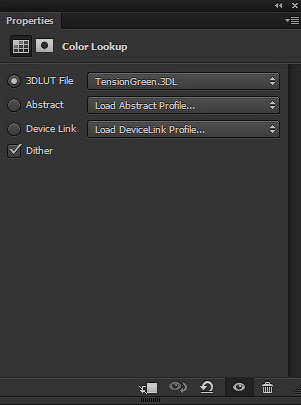 Properties
Color Lookup
3DLUT File TensionGreen.3DL
Abstract Load Abstract Profile...
Device Link Load DeviceLink Profile...
Dither